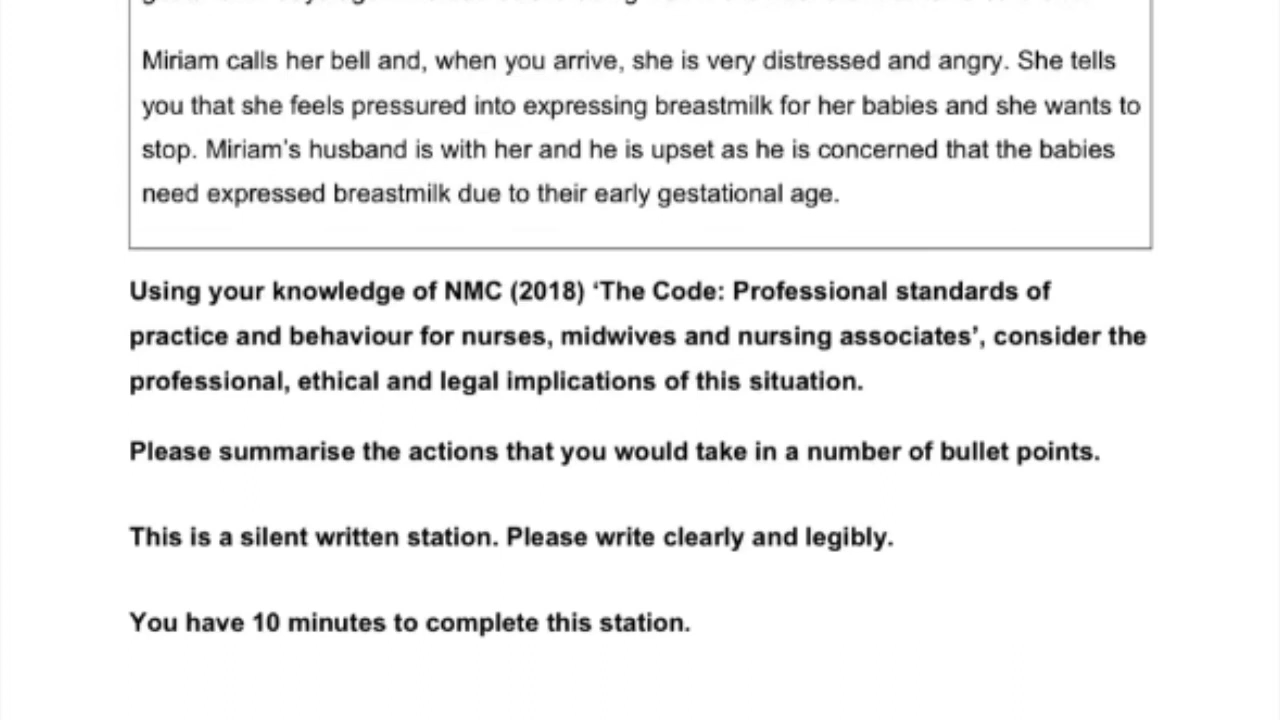 Miriam calls her bell and, when you arrive, she is very distressed and angry. She tells
you that she feels pressured into expressing breastmilk for her babies and she wants to
stop. Miriam's husband is with her and he is upset as he is concerned that the babies
need expressed breastmilk due to their early gestational age.
Using your knowledge of NMC (2018) ‘The Code: Professional standards of
practice and behaviour for nurses, midwives and nursing associates’, consider the
professional, ethical and legal implications of this situation.
Please summarise the actions that you would take in a number of bullet points.
This is a silent written station. Please write clearly and legibly.
You have 10 minutes to complete this station.